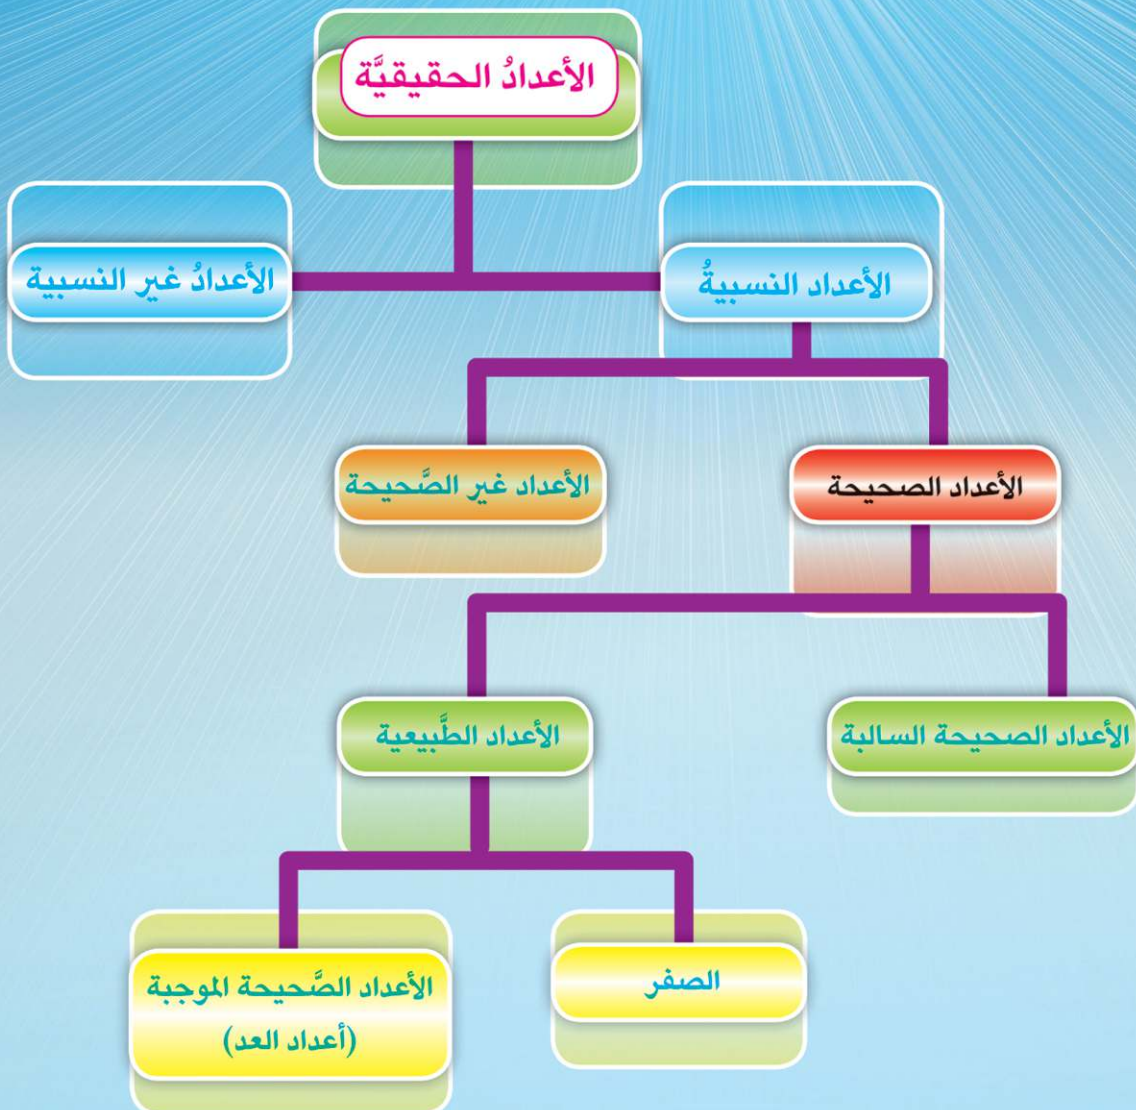 الأعدادُ الحقيقيَّة
الأعداد النسبيةُ
الأعدادُ غير النسبية
الأعداد الصحيحة
الأعداد غير الصَّحيحة
الأعداد الصحيحة السالبة
الأعداد الطَّبيعية
الصفر
الأعداد الصَّحيحة الموجبة
(أعداد العد)